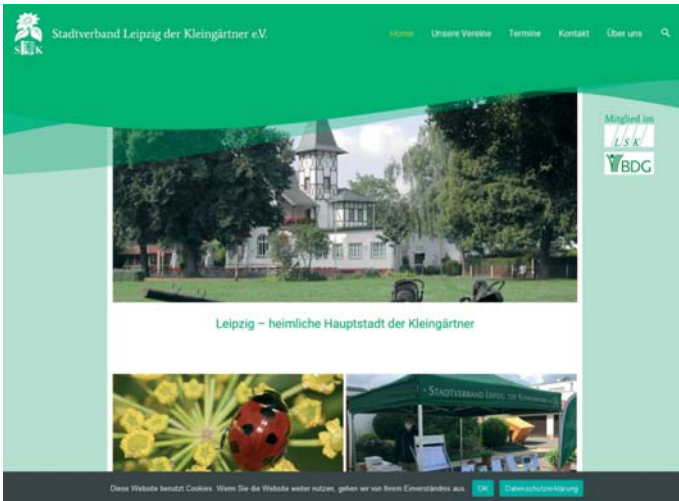 Stadtverband Leipzig der Kleingärtner e.V.
Home Unsere Vereine Termine Kontakt Über uns
SLK
Mitglied im
LSK
BDG
Leipzig – heimliche Hauptstadt der Kleingärtner
STADTVERBAND LEIPZIG DER KLEINGÄRTNER
Diese Website benutzt Cookies. Wenn Sie die Website weiter nutzen, gehen wir von Ihrem Einverständnis aus. OK Datenschutzerklärung